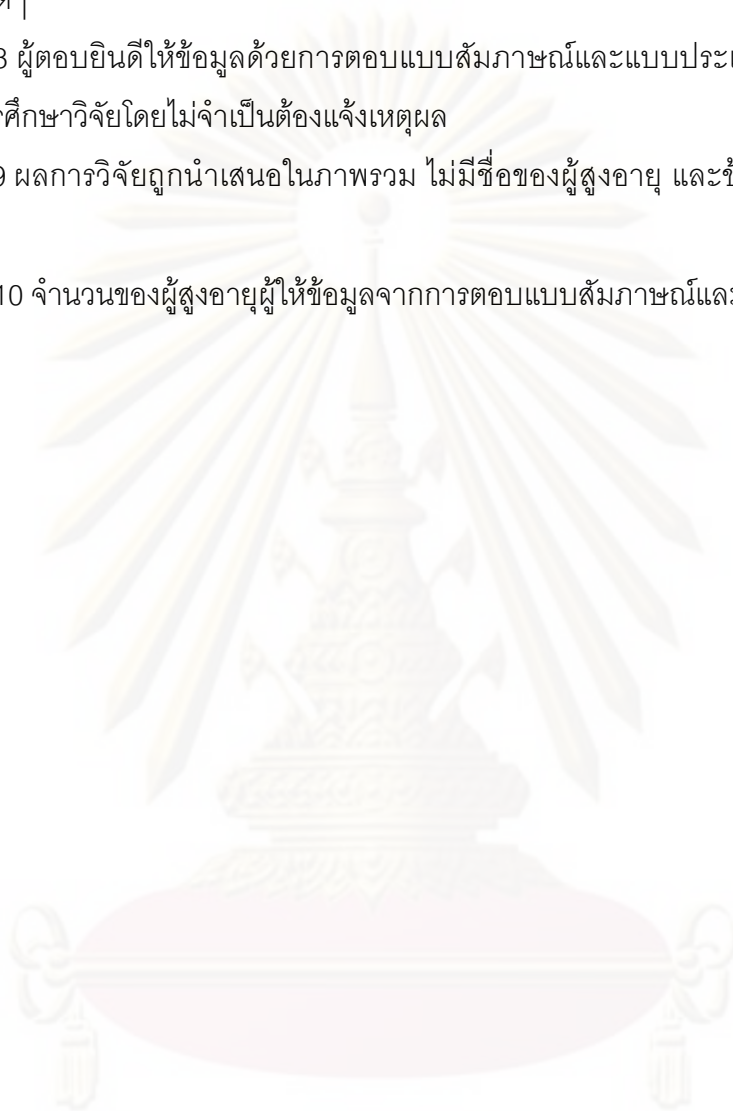 8 ผู้ตอบยินดีให้ข้อมูลด้วยการตอบแบบสัมภาษณ์และแบบประเ
ศึกษาวิจัยโดยไม่จำเป็นต้องแจ้งเหตุผล
9 ผลการวิจัยถูกนำเสนอในภาพรวม ไม่มีชื่อของผู้สูงอายุ และข้
10 จำนวนของผู้สูงอายุผู้ให้ข้อมูลจากการตอบแบบสัมภาษณ์และ